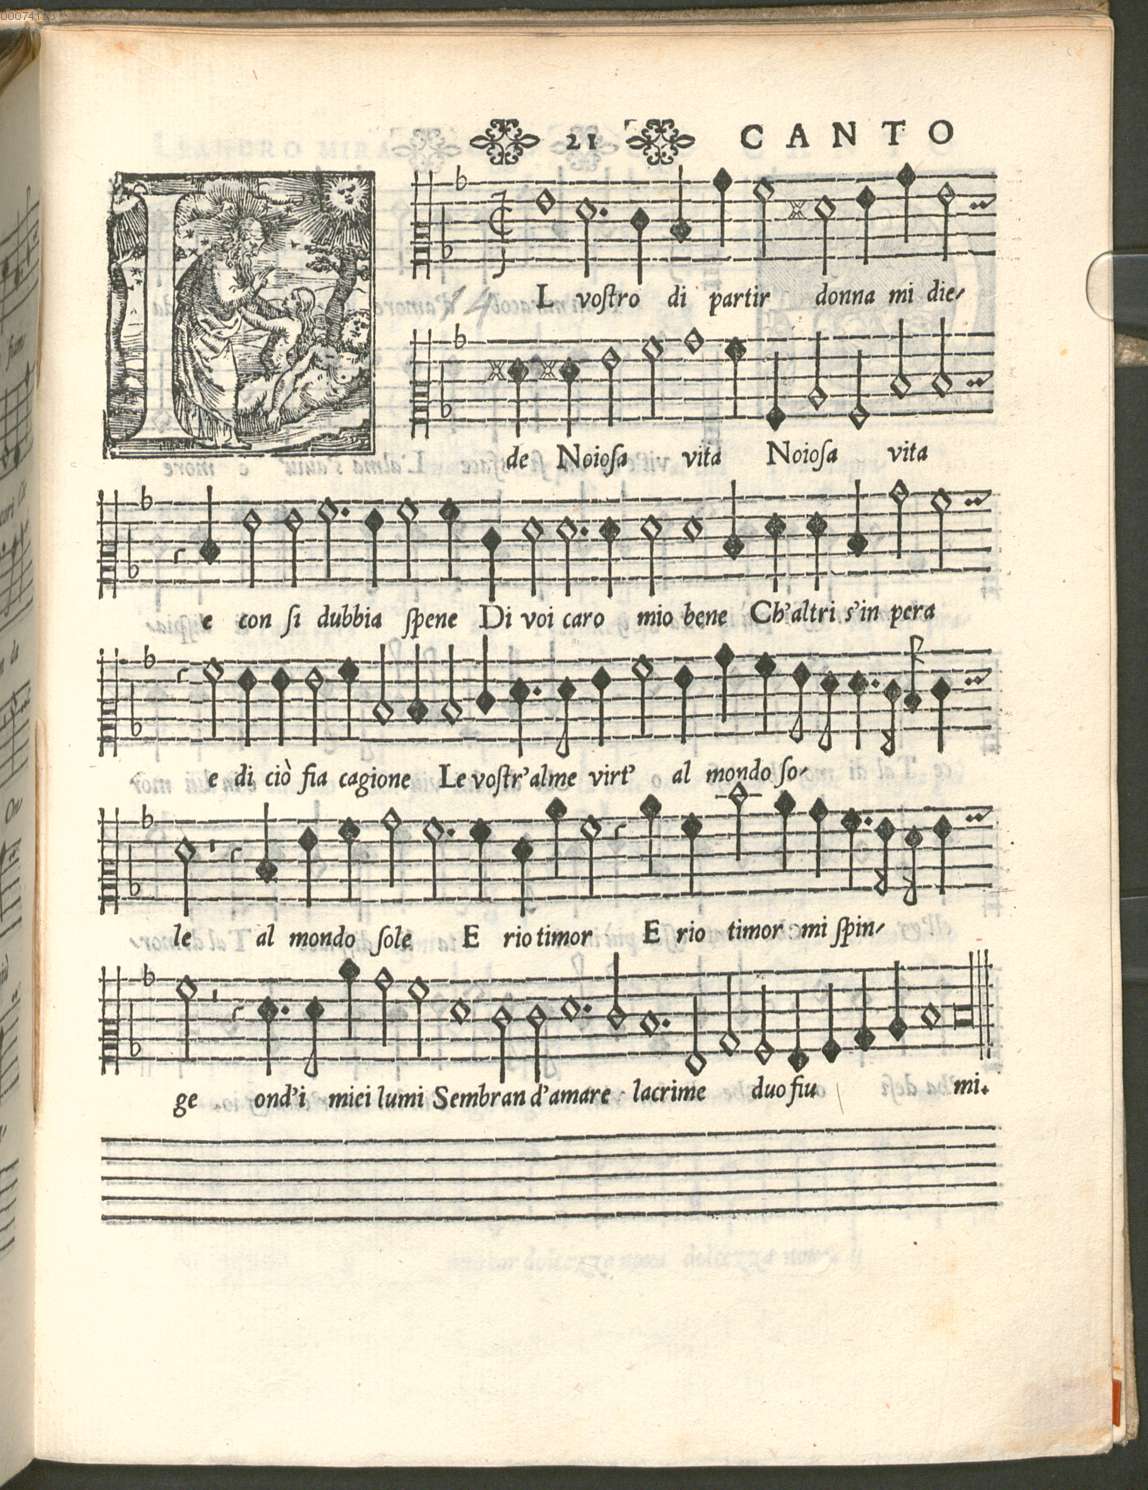 00074123
21 CANTO
IL vostro di partir donna mi die-
de Noiosa vita Noiosa vita
e con si dubbia spene Di voi caro mio bene Ch'altri s'in pera
e di ciò fia cagione Le vostr'alme virt' al mondo so-
le al mondo sole E rio timor E rio timor mi spin-
ge ond'i miei lumi Sembran d'amare lacrime duo fiu mi.